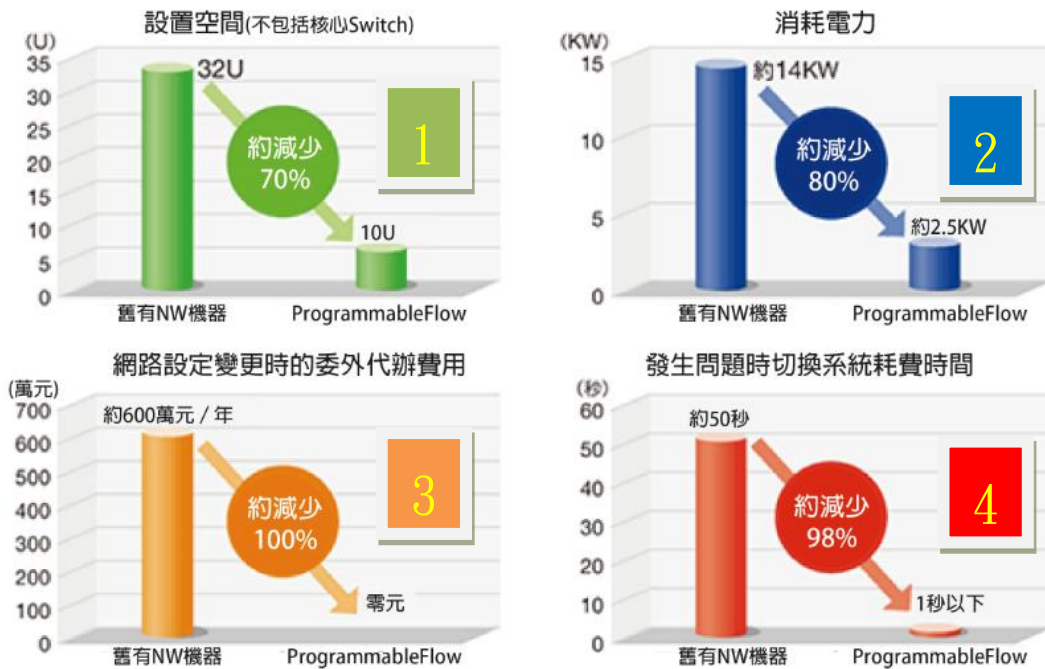 設置空間(不包括核心Switch)
(U)
35
30
25
20
15
10
5
0
32U
約減少
70%
10U
1
舊有NW機器
ProgrammableFlow
消耗電力
(KW)
15
10
5
0
約14KW
約減少
80%
約2.5KW
2
舊有NW機器
ProgrammableFlow
網路設定變更時的委外代辦費用
(萬元)
700
600
500
400
300
200
100
0
約600萬元 / 年
約減少
100%
零元
3
舊有NW機器
ProgrammableFlow
發生問題時切換系統耗費時間
(秒)
60
50
40
30
20
10
0
約50秒
約減少
98%
1秒以下
4
舊有NW機器
ProgrammableFlow